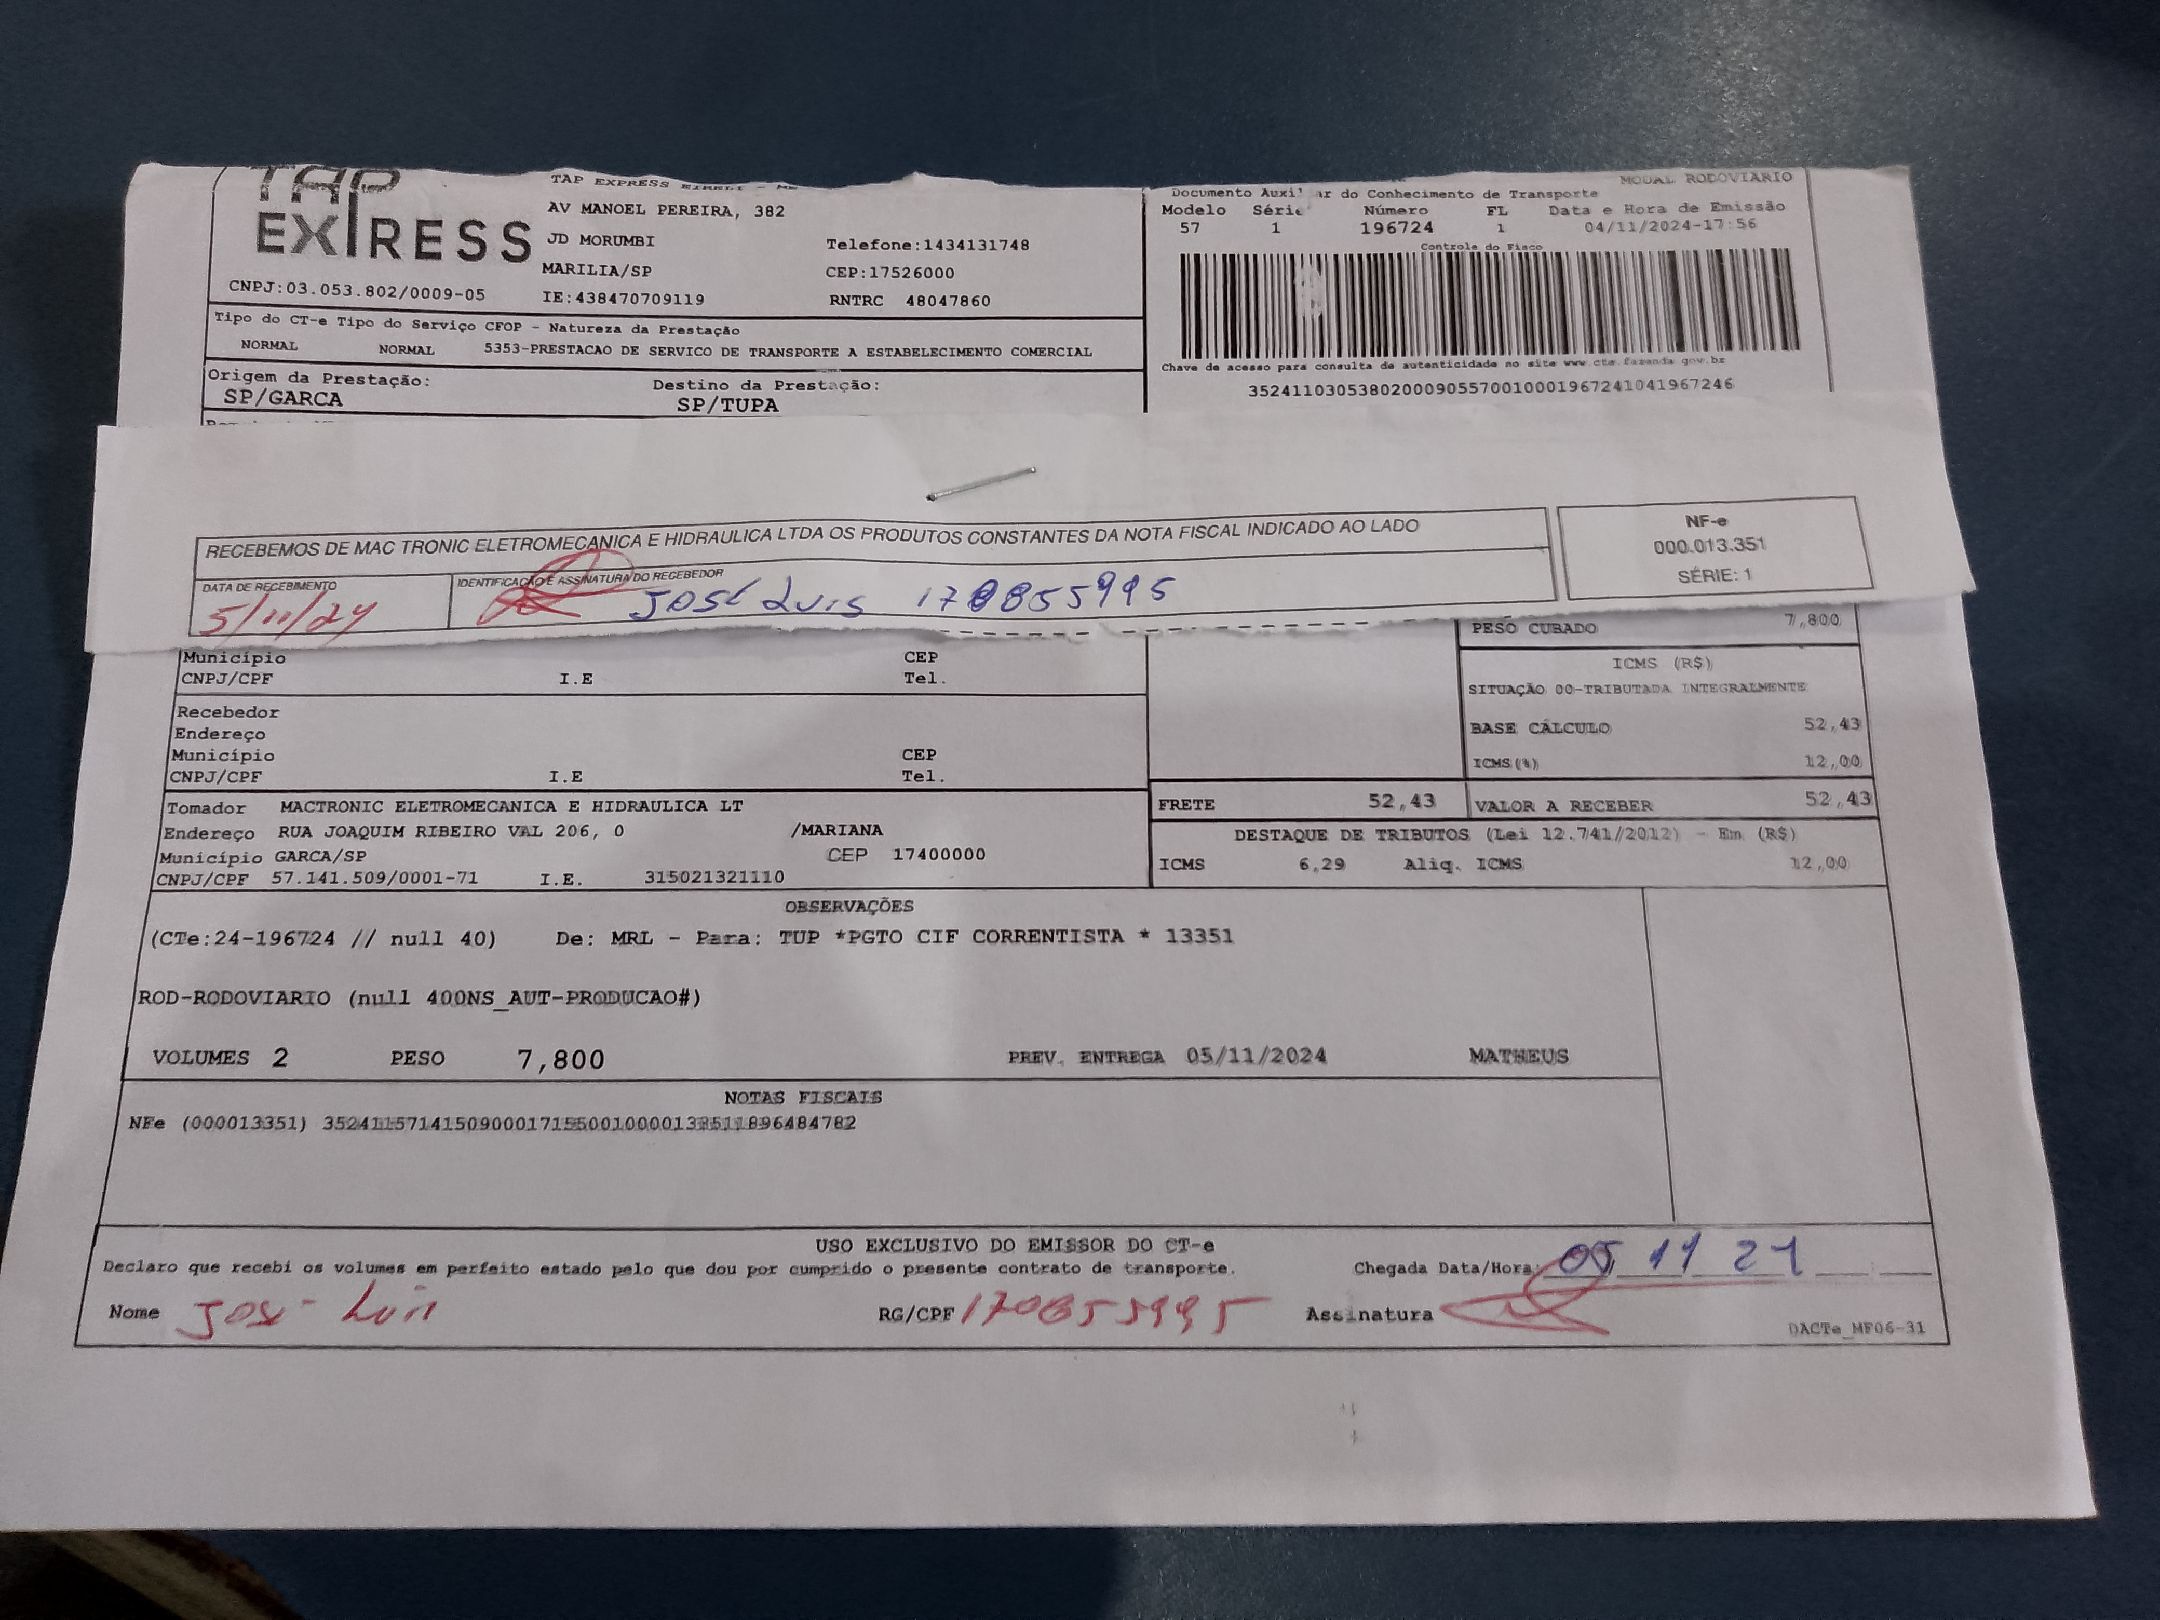 TAP
EXPRESS
CNPJ:03.053.802/0009-05
TAP EXPRESS EIRELI - ME
AV MANOEL PEREIRA, 382
JD MORUMBI
Telefone:1434131748
MARILIA/SP
CEP:17526000
IE:438470709119
RNTRC 48047860
MODAL RODOVIARIO
Documento Auxiliar do Conhecimento de Transporte
Modelo Série Número FL Data e Hora de Emissão
57 1 196724 1 04/11/2024-17:56
Controle do Fisco
Chave de acesso para consulta de autenticidade no site www.cte.fazenda.gov.br
35241103053802000905570010001967241041967246
Tipo do CT-e Tipo do Serviço CFOP - Natureza da Prestação
NORMAL NORMAL 5353-PRESTACAO DE SERVICO DE TRANSPORTE A ESTABELECIMENTO COMERCIAL
Origem da Prestação: Destino da Prestação:
SP/GARCA SP/TUPA
RECEBEMOS DE MAC TRONIC ELETROMECANICA E HIDRAULICA LTDA OS PRODUTOS CONSTANTES DA NOTA FISCAL INDICADO AO LADO
DATA DE RECEBIMENTO IDENTIFICAÇÃO E ASSINATURA DO RECEBEDOR
5/11/24 José Luis 170855995
NF-e
000.013.351
SÉRIE: 1
PESO CUBADO 7,800
Município CEP
CNPJ/CPF I.E Tel.
ICMS (R$)
SITUAÇÃO 00-TRIBUTADA INTEGRALMENTE
BASE CÁLCULO 52,43
ICMS(%) 12,00
Recebedor
Endereço
Município CEP
CNPJ/CPF I.E Tel.
FRETE 52,43 VALOR A RECEBER 52,43
DESTAQUE DE TRIBUTOS (Lei 12.741/2012) - Em (R$)
ICMS 6,29 Aliq. ICMS 12,00
Tomador MACTRONIC ELETROMECANICA E HIDRAULICA LT
Endereço RUA JOAQUIM RIBEIRO VAL 206, 0 /MARIANA
Município GARCA/SP CEP 17400000
CNPJ/CPF 57.141.509/0001-71 I.E. 315021321110
OBSERVAÇÕES
(CTe:24-196724 // null 40) De: MRL - Para: TUP *PGTO CIF CORRENTISTA * 13351
ROD-RODOVIARIO (null 400NS_AUT-PRODUCAO#)
VOLUMES 2 PESO 7,800 PREV. ENTREGA 05/11/2024 MATHEUS
NOTAS FISCAIS
NFe (000013351) 35241157141509000171550010000133511896484782
USO EXCLUSIVO DO EMISSOR DO CT-e
Declaro que recebi os volumes em perfeito estado pelo que dou por cumprido o presente contrato de transporte. Chegada Data/Hora: 05 11 24
Nome José Luis RG/CPF 170855995 Assinatura
DACTe_MF06-31